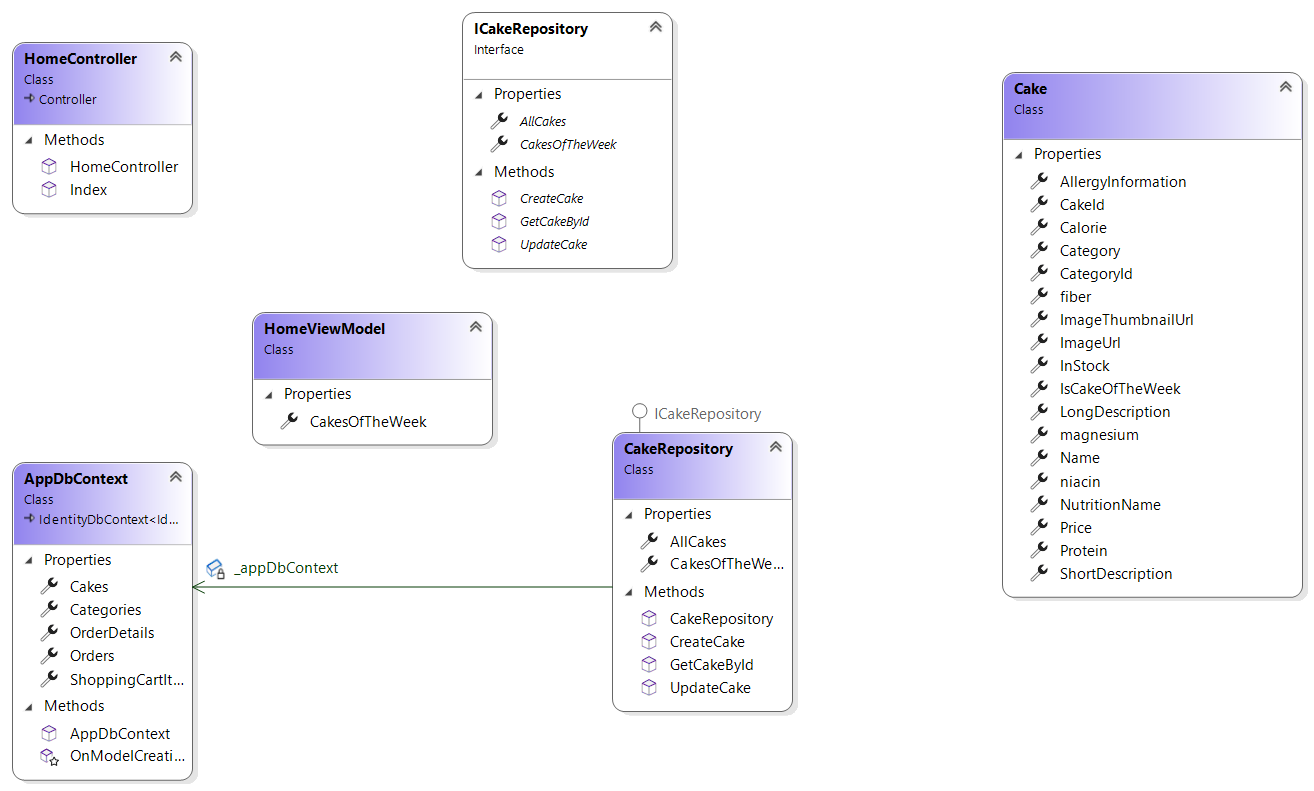 HomeController
Class
Controller
Methods
HomeController
Index
ICakeRepository
Interface
Properties
AllCakes
CakesOfTheWeek
Methods
CreateCake
GetCakeById
UpdateCake
Cake
Class
Properties
AllergyInformation
CakeId
Calorie
Category
CategoryId
fiber
ImageThumbnailUrl
ImageUrl
InStock
IsCakeOfTheWeek
LongDescription
magnesium
Name
niacin
NutritionName
Price
Protein
ShortDescription
HomeViewModel
Class
Properties
CakesOfTheWeek
AppDbContext
Class
IdentityDbContext<Id...
Properties
Cakes
Categories
OrderDetails
Orders
ShoppingCartIt...
Methods
AppDbContext
OnModelCreati...
_appDbContext
ICakeRepository
CakeRepository
Class
Properties
AllCakes
CakesOfTheWe...
Methods
CakeRepository
CreateCake
GetCakeById
UpdateCake